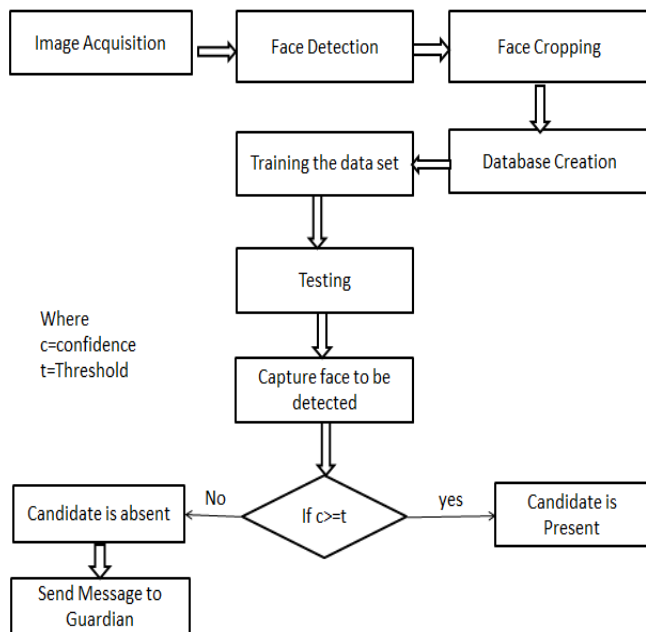 Image Acquisition
Face Detection
Face Cropping
Database Creation
Training the data set
Testing
Where
c=confidence
t=Threshold
Capture face to be
detected
If c>=t
No
yes
Candidate is absent
Candidate is
Present
Send Message to
Guardian